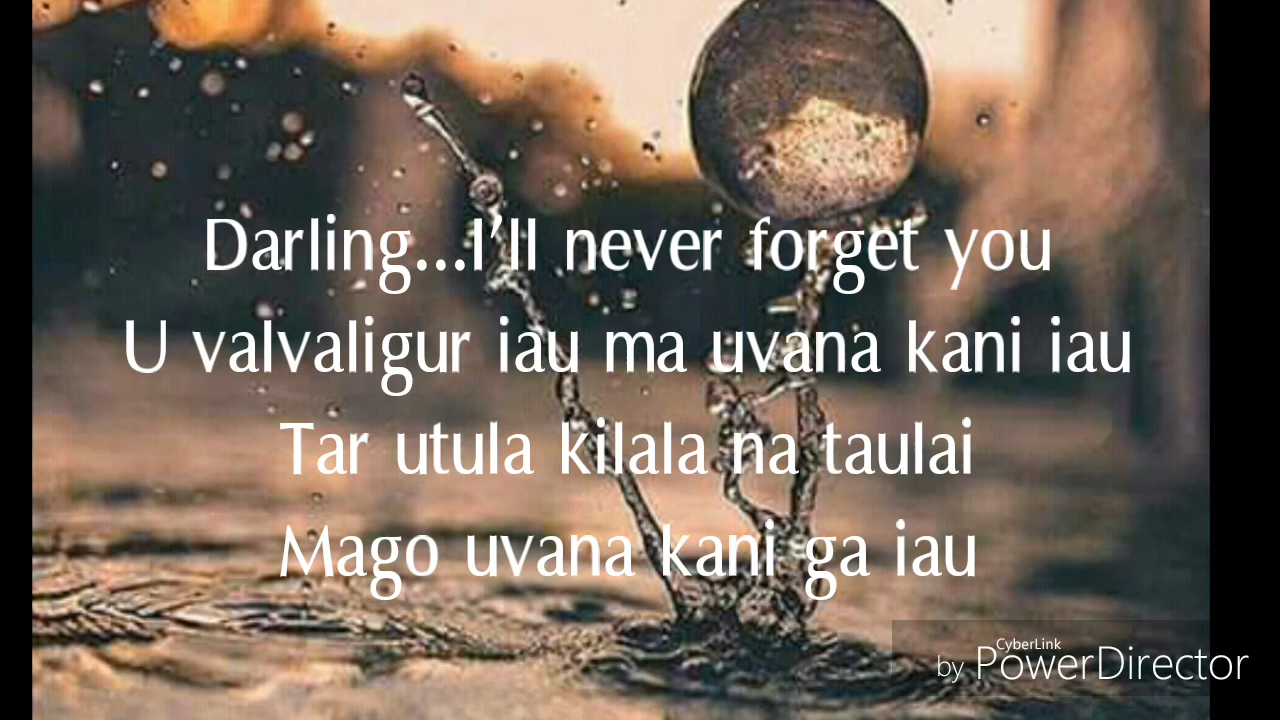 Darling...I'll never forget you
U valvaligur iau ma uvana kani iau
Tar utula kilala na taulai
Mago uvana kani ga iau
CyberLink
by PowerDirector